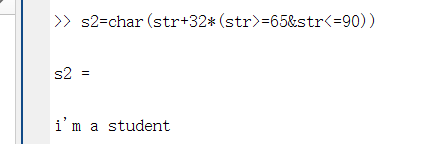 >> s2=char(str+32*(str>=65&str<=90))
s2 =
i'm a student